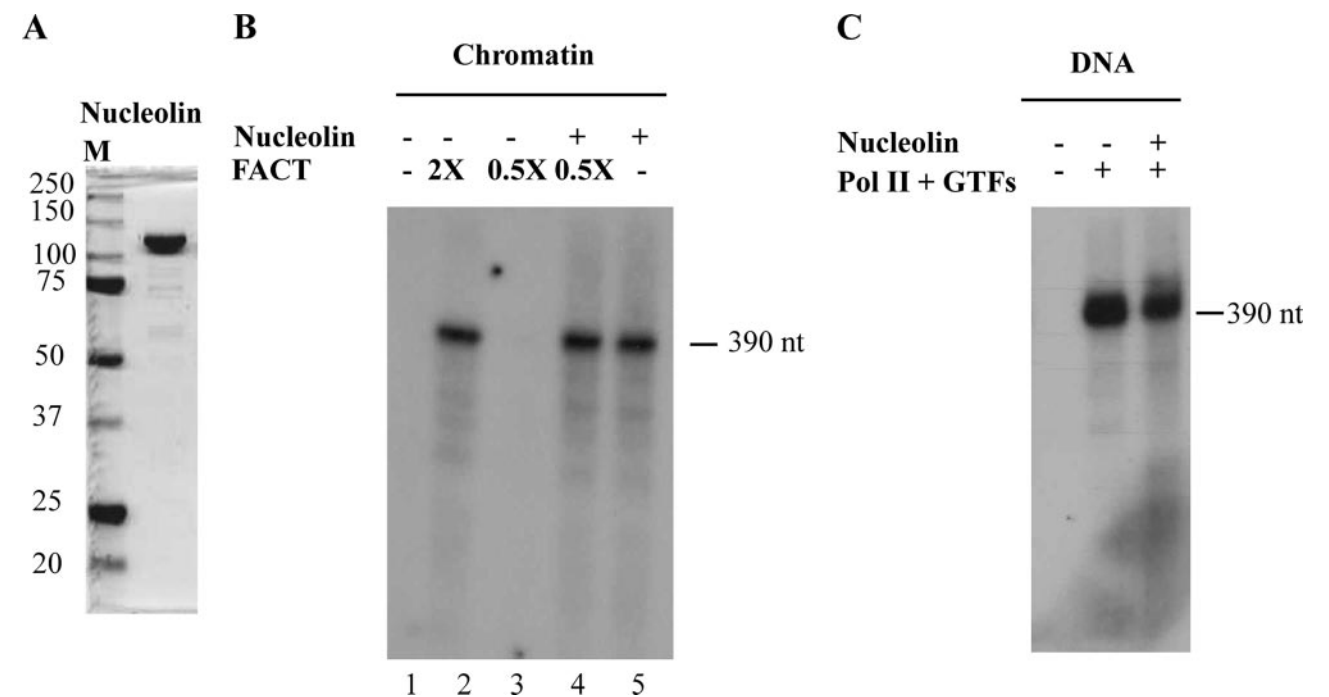 A
Nucleolin
M
250
150
100
75
50
37
25
20
B
Chromatin
Nucleolin - - - + +
FACT - 2X 0.5X 0.5X -
390 nt
1 2 3 4 5
C
DNA
Nucleolin - - +
Pol II + GTFs - + +
390 nt